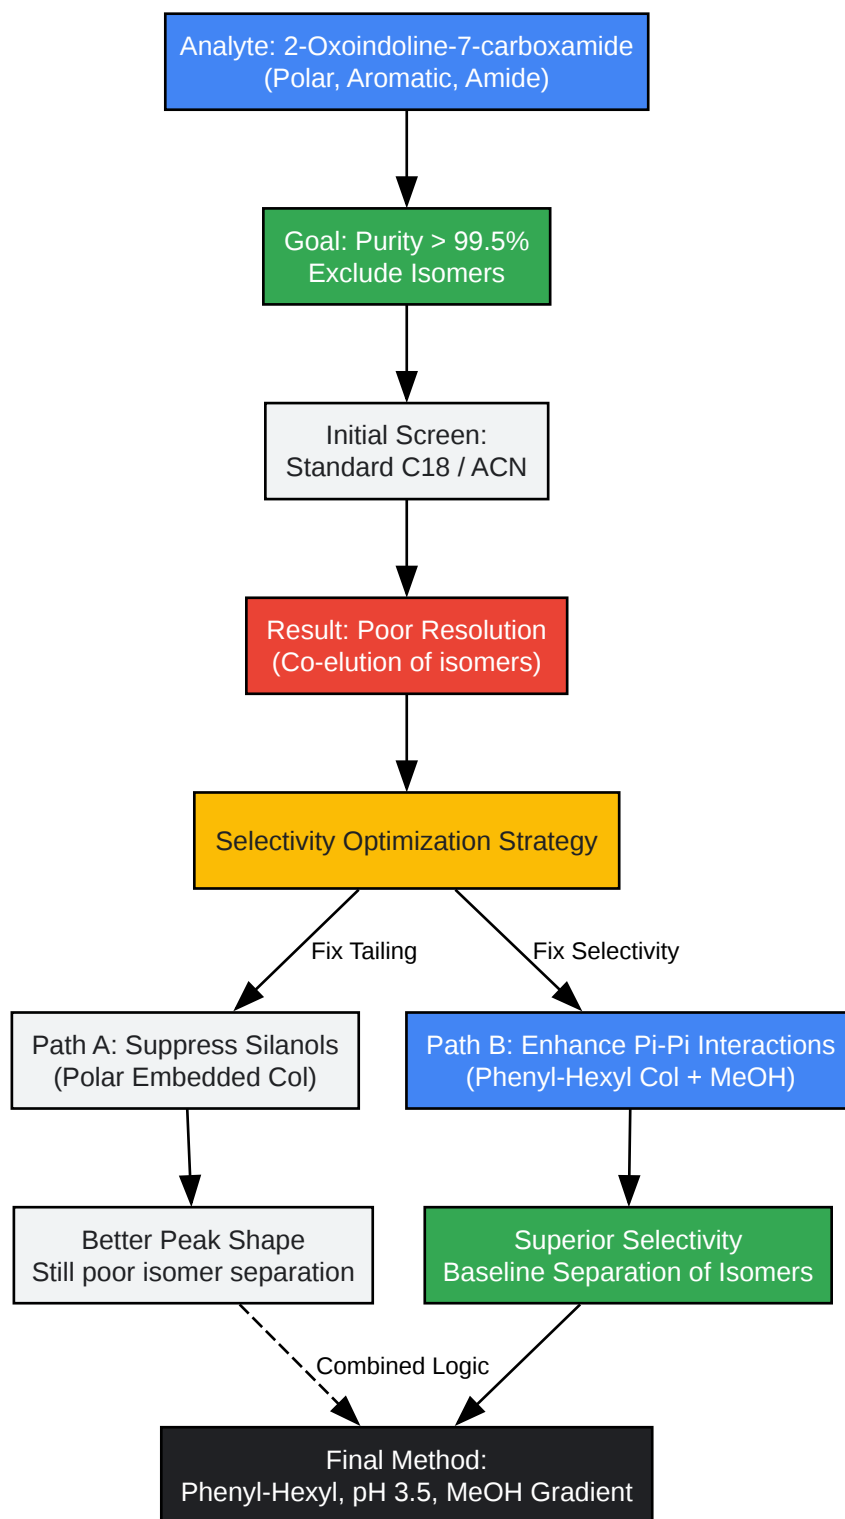 Analyte: 2-Oxoindoline-7-carboxamide
(Polar, Aromatic, Amide)
Goal: Purity > 99.5%
Exclude Isomers
Initial Screen:
Standard C18 / ACN
Result: Poor Resolution
(Co-elution of isomers)
Selectivity Optimization Strategy
Fix Tailing
Fix Selectivity
Path A: Suppress Silanols
(Polar Embedded Col)
Path B: Enhance Pi-Pi Interactions
(Phenyl-Hexyl Col + MeOH)
Better Peak Shape
Still poor isomer separation
Superior Selectivity
Baseline Separation of Isomers
Combined Logic
Final Method:
Phenyl-Hexyl, pH 3.5, MeOH Gradient